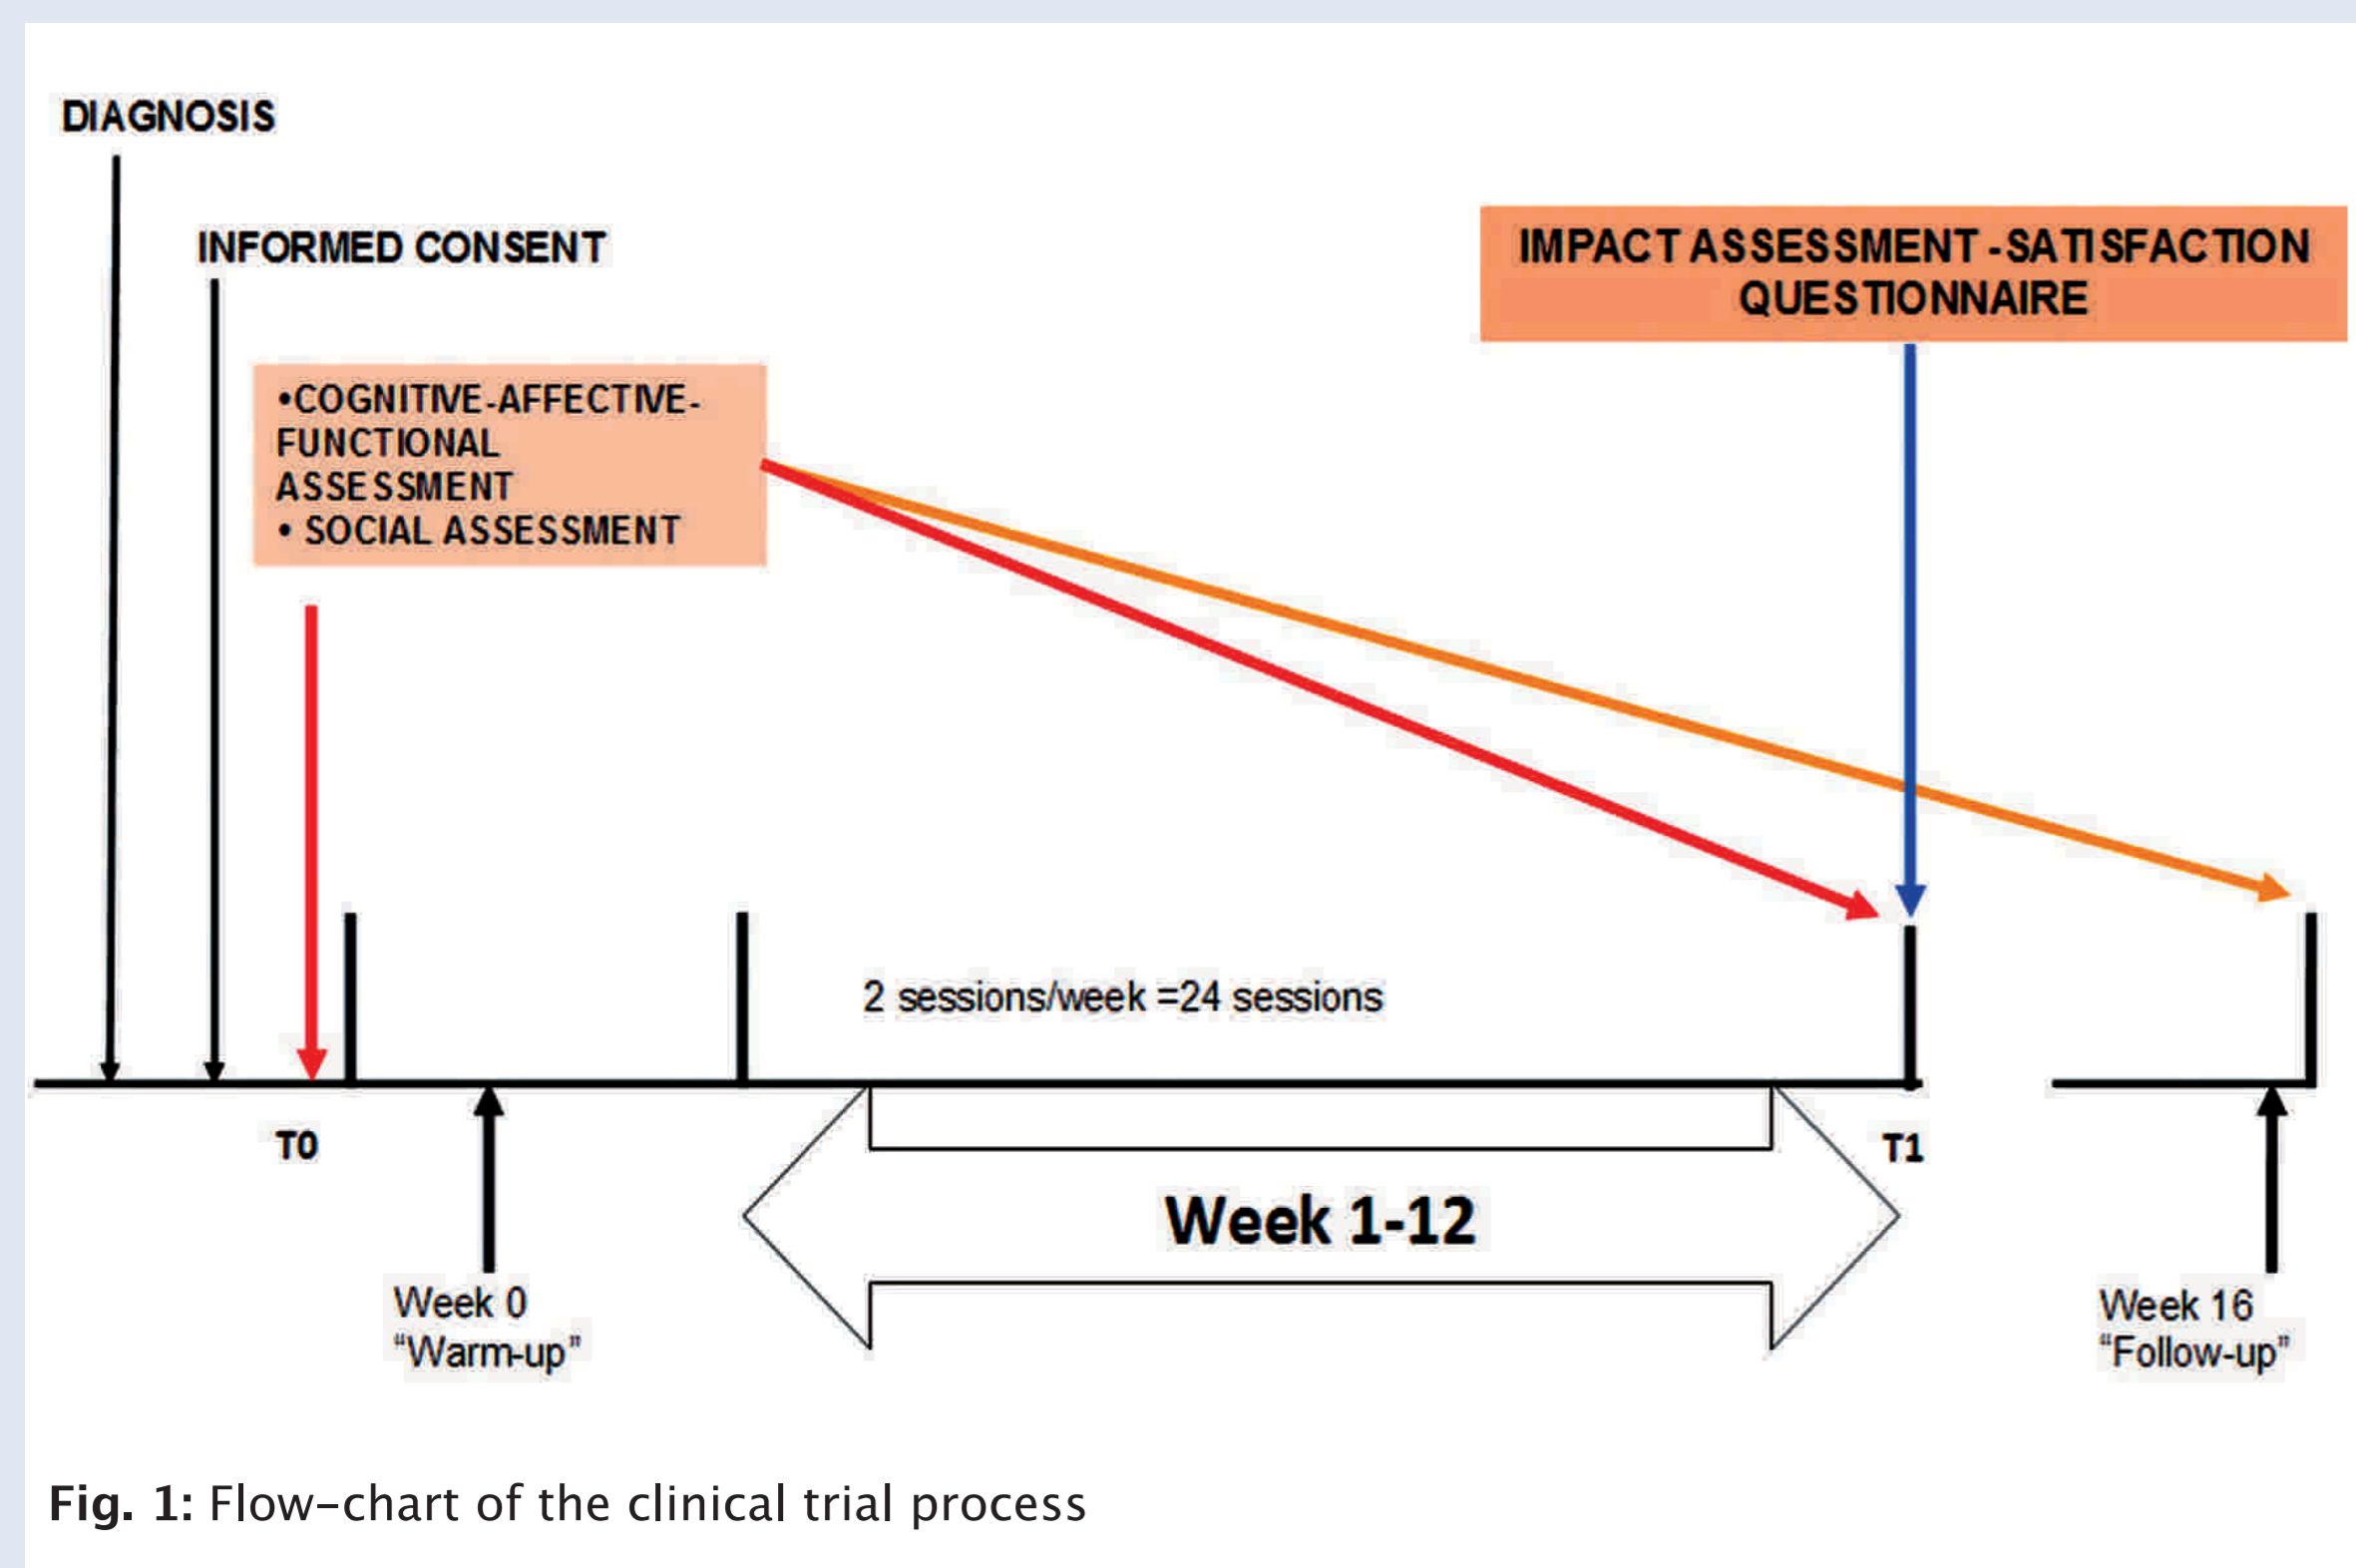 DIAGNOSIS
INFORMED CONSENT
IMPACT ASSESSMENT -SATISFACTION
QUESTIONNAIRE
•COGNITIVE-AFFECTIVE-
FUNCTIONAL
ASSESSMENT
• SOCIAL ASSESSMENT
2 sessions/week =24 sessions
T0
T1
Week 1-12
Week 0
“Warm-up”
Week 16
“Follow-up”
Fig. 1: Flow-chart of the clinical trial process